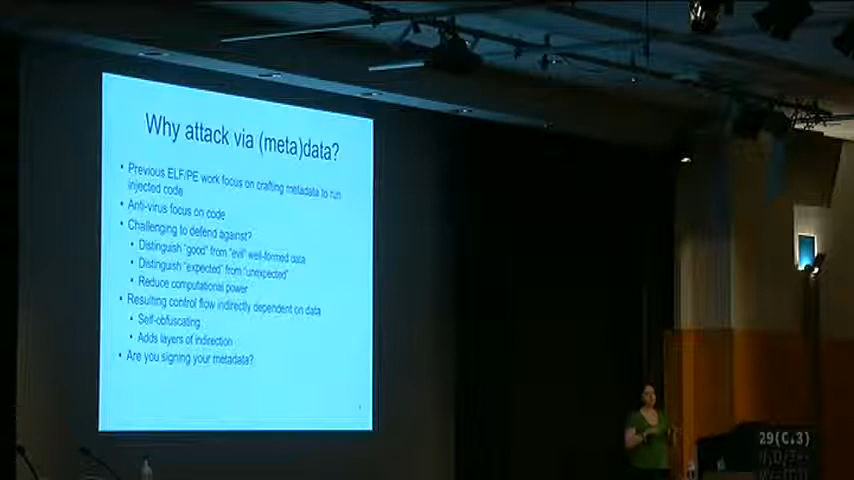 Why attack via (meta)data?
• Previous ELF/PE work focus on crafting metadata to run
injected code
• Anti-virus focus on code
• Challenging to defend against?
• Distinguish "good" from "evil" well-formed data
• Distinguish "expected" from "unexpected"
• Reduce computational power
• Resulting control flow indirectly dependent on data
• Self-obfuscating
• Adds layers of indirection
• Are you signing your metadata?
29(C.3)